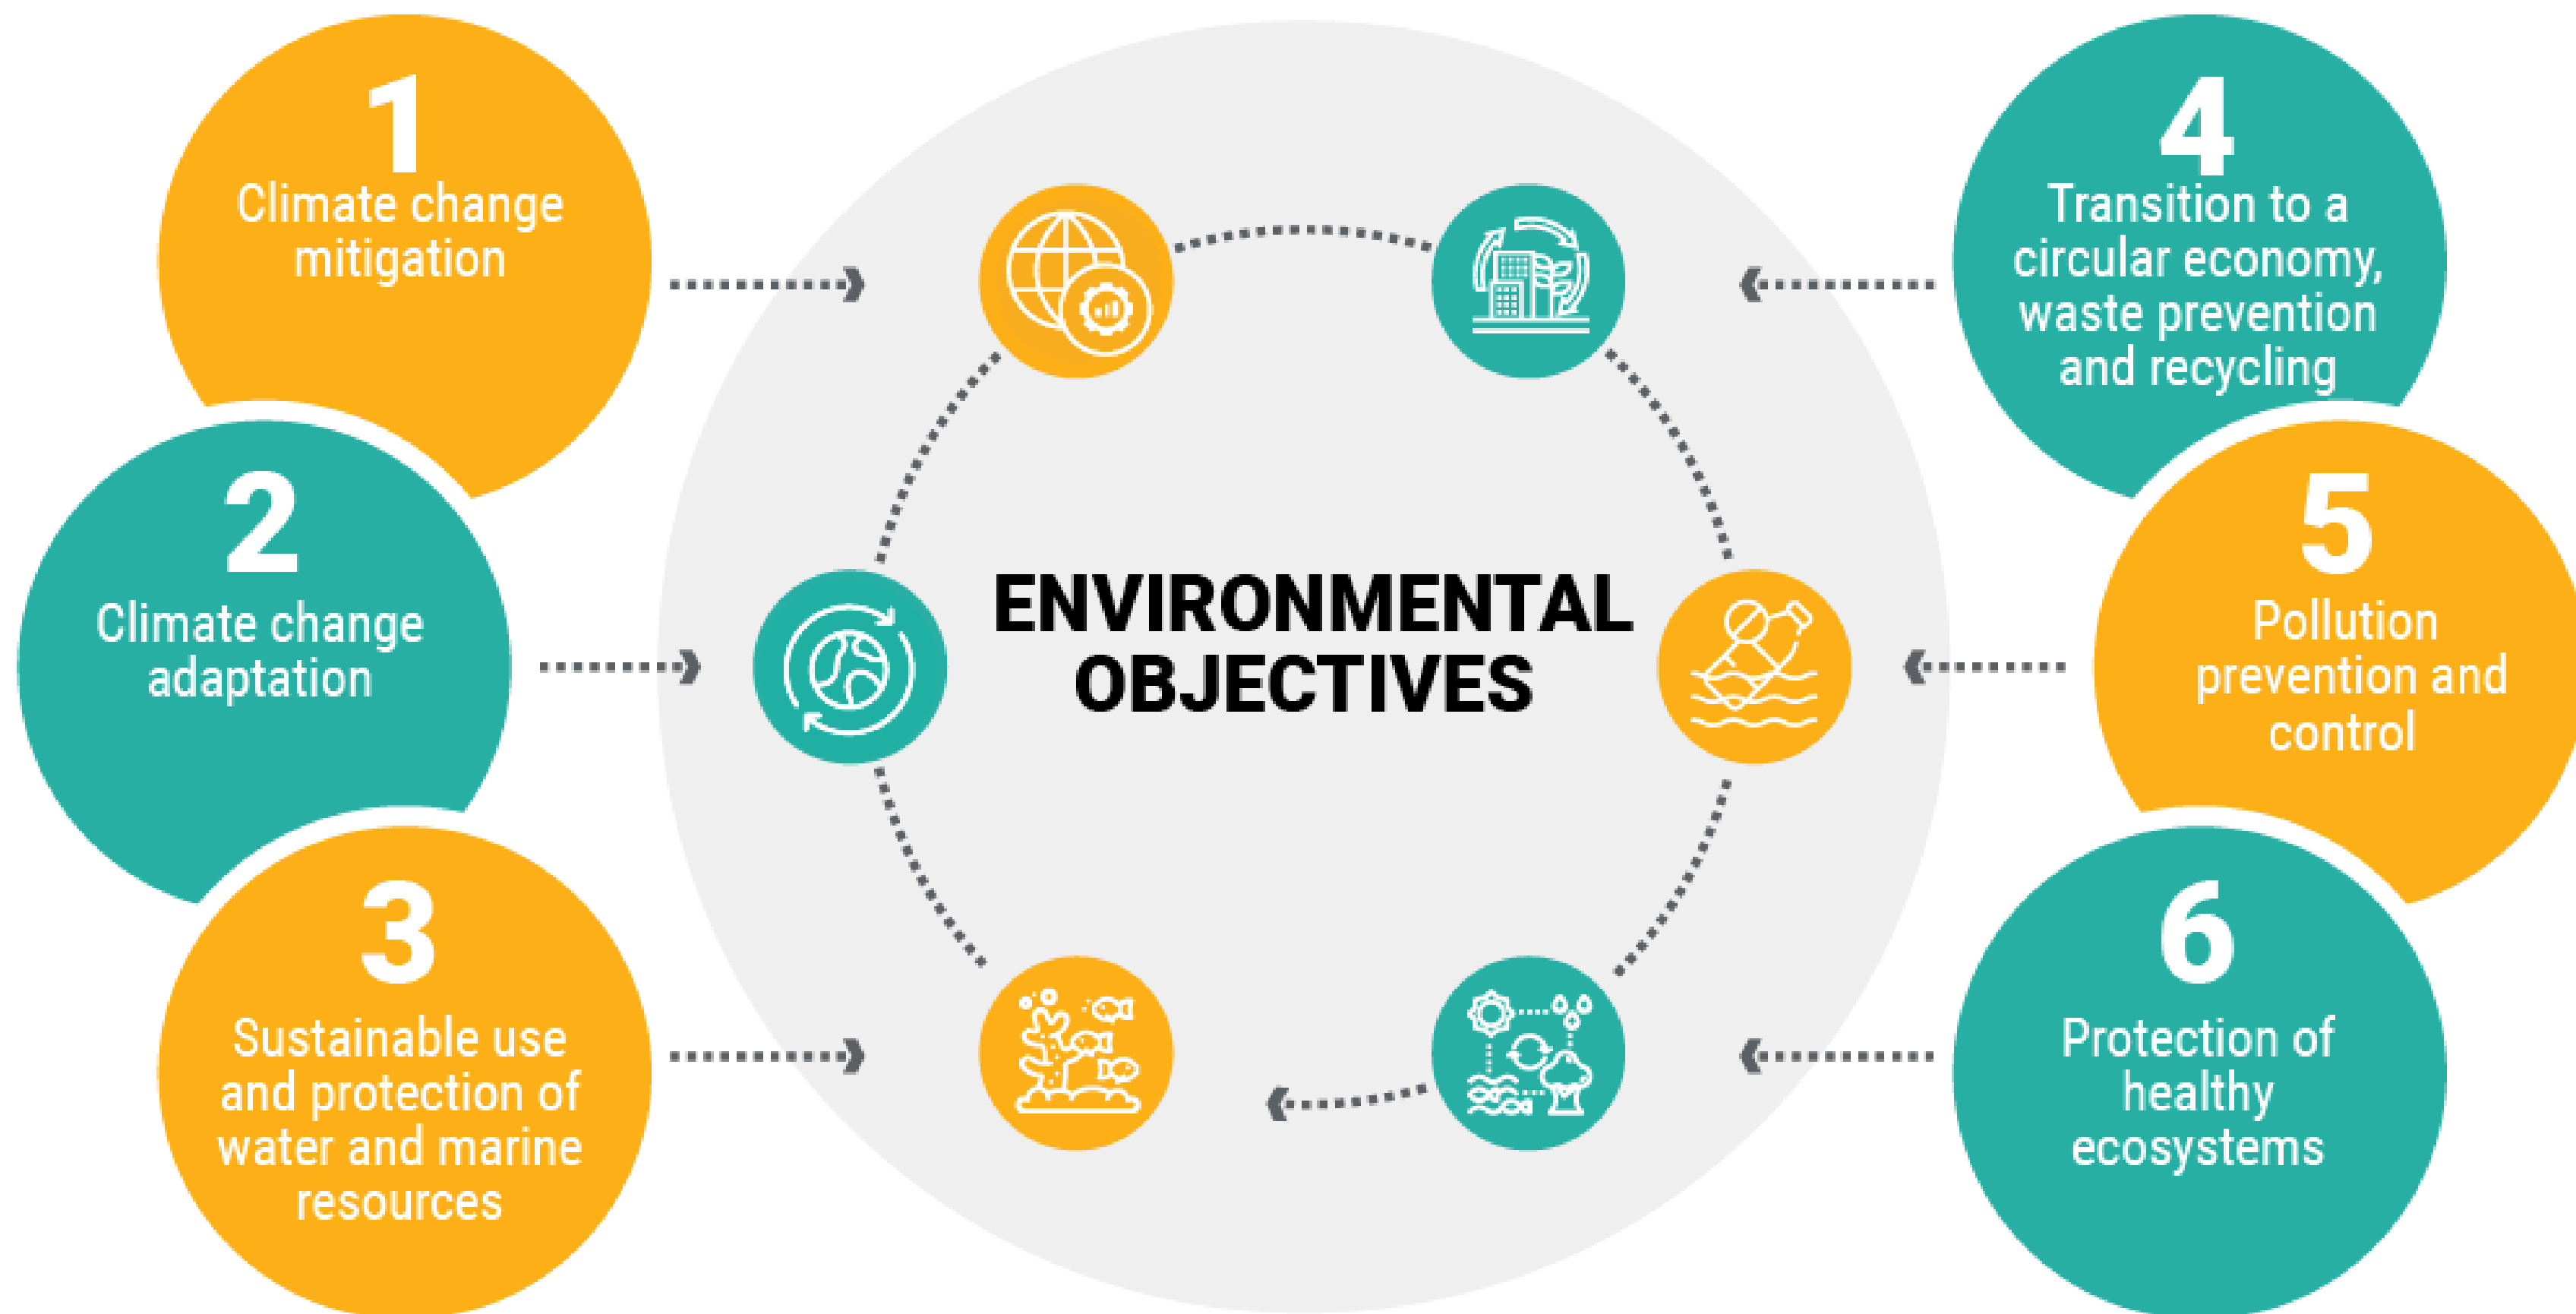 1
Climate change
mitigation
2
Climate change
adaptation
3
Sustainable use
and protection of
water and marine
resources
ENVIRONMENTAL
OBJECTIVES
4
Transition to a
circular economy,
waste prevention
and recycling
5
Pollution
prevention and
control
6
Protection of
healthy
ecosystems